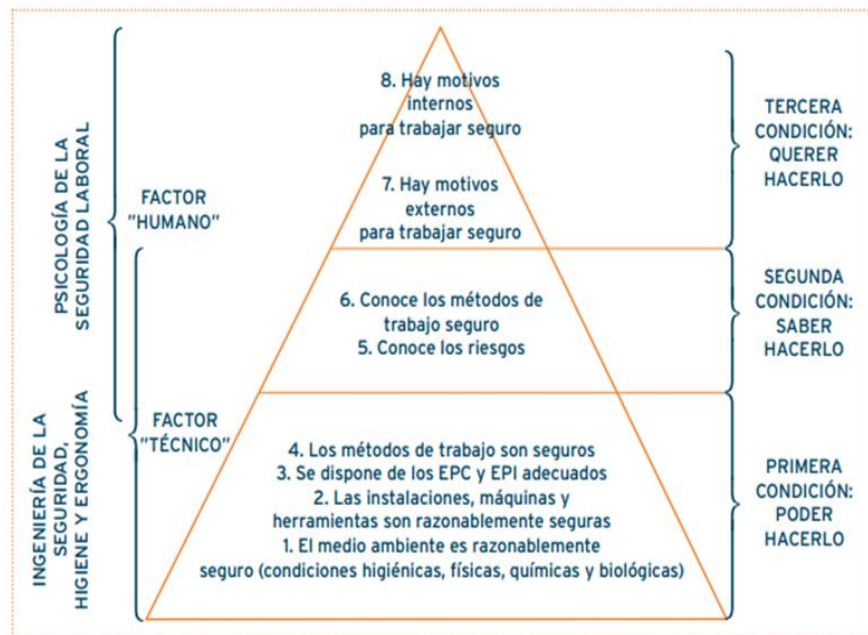 PSICOLOGÍA DE LA
SEGURIDAD LABORAL
INGENIERÍA DE LA
SEGURIDAD,
HIGIENE Y ERGONOMÍA
FACTOR
"HUMANO"
FACTOR
"TÉCNICO"
8. Hay motivos
internos
para trabajar seguro
7. Hay motivos
externos
para trabajar seguro
6. Conoce los métodos de
trabajo seguro
5. Conoce los riesgos
4. Los métodos de trabajo son seguros
3. Se dispone de los EPC y EPI adecuados
2. Las instalaciones, máquinas y
herramientas son razonablemente seguras
1. El medio ambiente es razonablemente
seguro (condiciones higiénicas, físicas, químicas y biológicas)
TERCERA
CONDICIÓN:
QUERER
HACERLO
SEGUNDA
CONDICIÓN:
SABER
HACERLO
PRIMERA
CONDICIÓN:
PODER
HACERLO